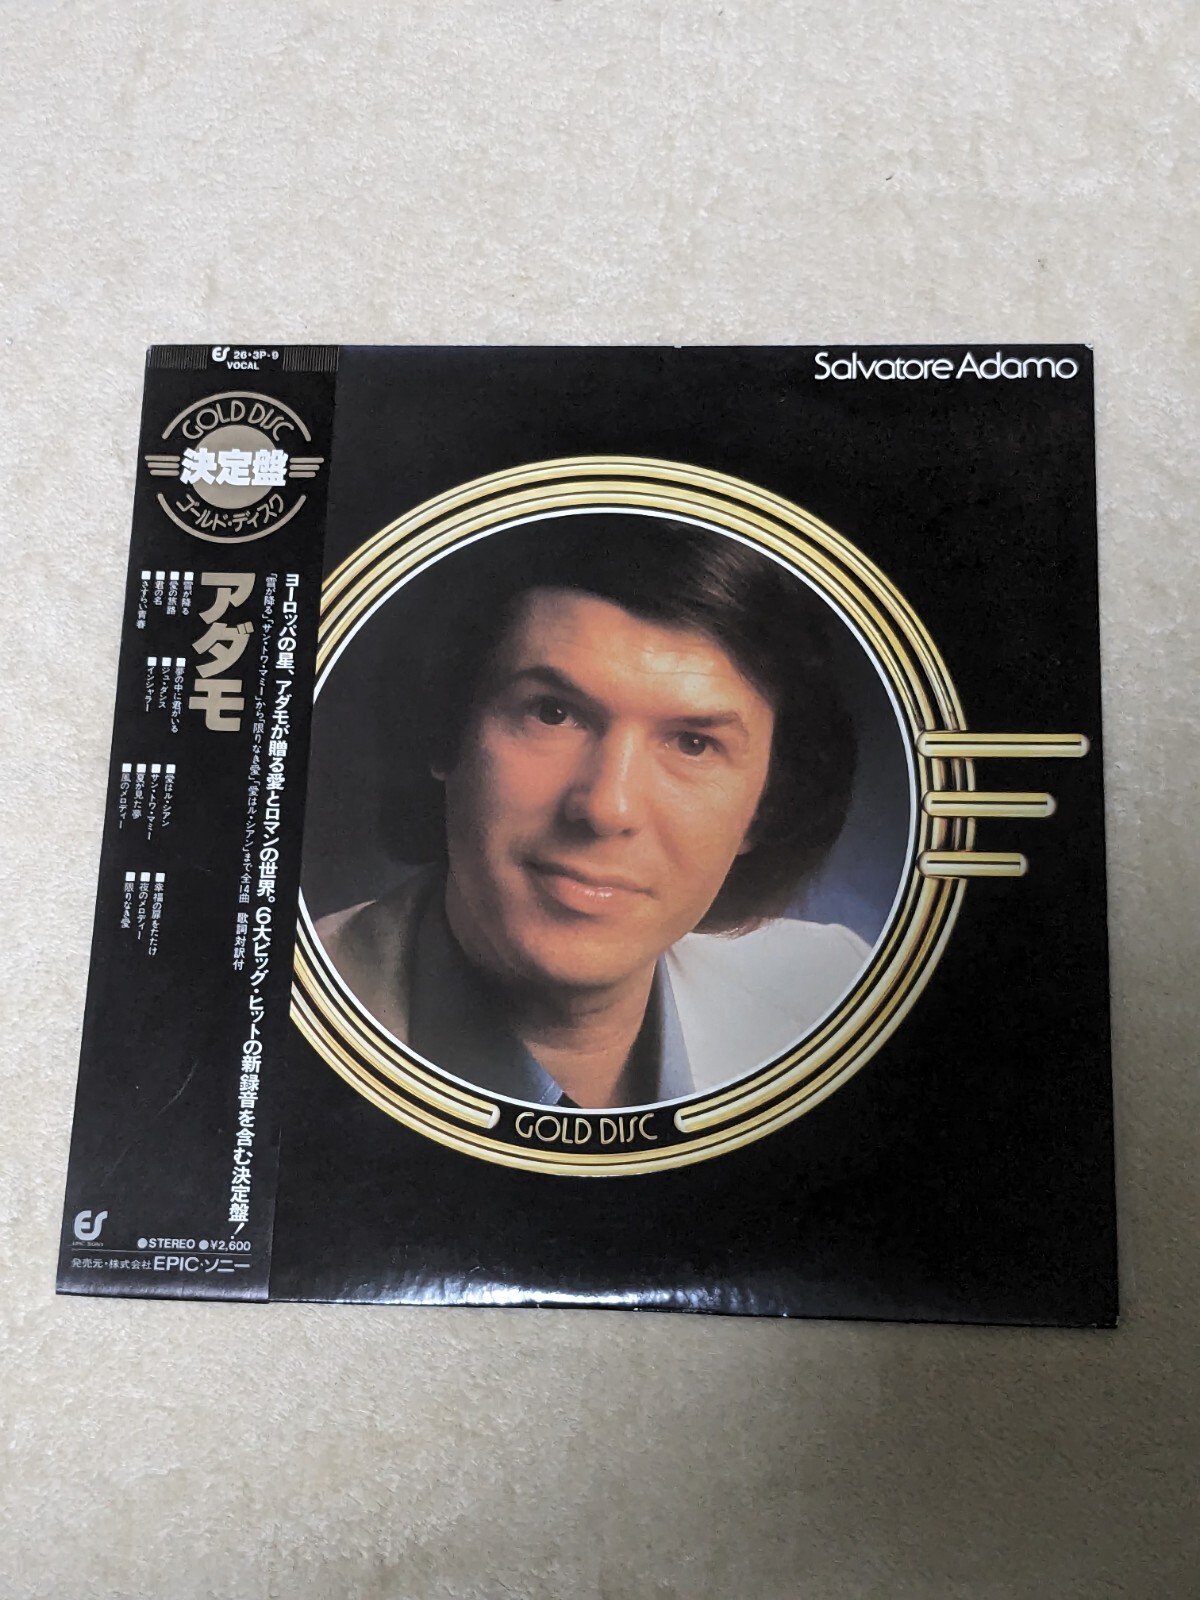 ES 26・3P-9
VOCAL
GOLD DISC
決定盤
ゴールド・ディスク
アダモ
ヨーロッパの星、アダモが贈る愛とロマンの世界。6大ビッグ・ヒットの新録音を含む決定盤!
「雪が降る」「サン・トワ・マミー」から「限りなき愛」「愛はル・シアン」まで全14曲 歌詞対訳付
■雪が降る
■愛の旅路
■君の名
■さすらい青春
■夢の中に君がいる
■ジュ・ダンス
■インシャラー
■愛はル・シアン
■サン・トワ・マミー
■夏が見た夢
■風のメロディー
■幸福の扉をたたけ
■夜のメロディー
■限りなき愛
ES
EPIC SONY
●STEREO ●¥2,600
発売元・株式会社EPIC・ソニー
Salvatore Adamo
GOLD DISC